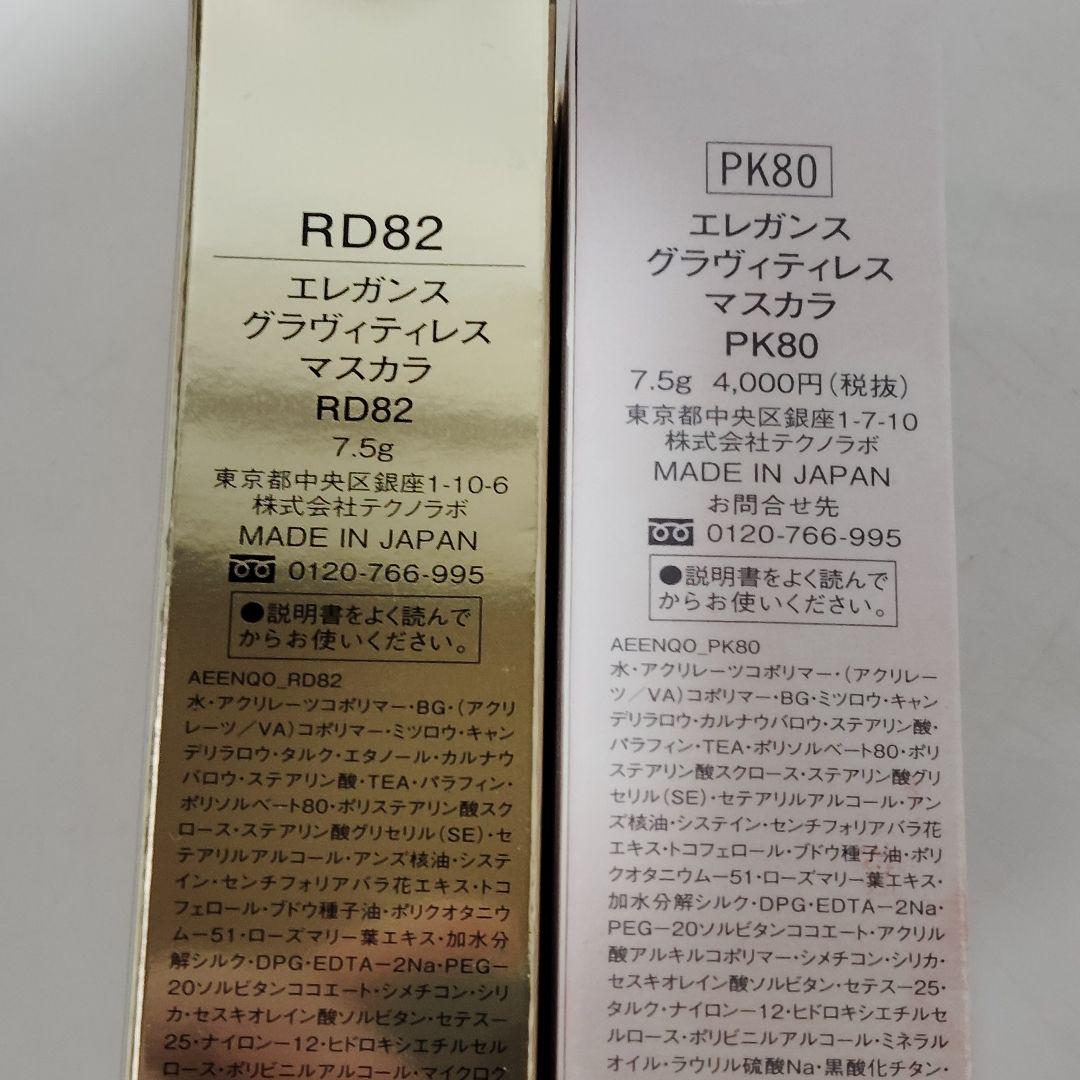 RD82
エレガンス
グラヴィティレス
マスカラ
RD82
7.5g
東京都中央区銀座1-10-6
株式会社テクノラボ
MADE IN JAPAN
0120-766-995
●説明書をよく読んで
からお使いください。
AEENQO_RD82
水・アクリレーツコポリマー・BG・(アクリ
レーツ／VA)コポリマー・ミツロウ・キャン
デリラロウ・タルク・エタノール・カルナウ
バロウ・ステアリン酸・TEA・パラフィン・
ポリソルベート80・ポリステアリン酸スク
ロース・ステアリン酸グリセリル(SE)・セ
テアリルアルコール・アンズ核油・システ
イン・センチフォリアバラ花エキス・トコ
フェロール・ブドウ種子油・ポリクオタニウ
ム－51・ローズマリー葉エキス・加水分
解シルク・DPG・EDTA－2Na・PEG－
20ソルビタンココエート・シメチコン・シリ
カ・セスキオレイン酸ソルビタン・セテス－
25・ナイロン－12・ヒドロキシエチルセル
ロース・ポリビニルアルコール・マイクロク
PK80
エレガンス
グラヴィティレス
マスカラ
PK80
7.5g 4,000円(税抜)
東京都中央区銀座1-7-10
株式会社テクノラボ
MADE IN JAPAN
お問合せ先
0120-766-995
●説明書をよく読んで
からお使いください。
AEENQO_PK80
水・アクリレーツコポリマー・(アクリレー
ツ／VA)コポリマー・BG・ミツロウ・キャン
デリラロウ・カルナウバロウ・ステアリン酸・
パラフィン・TEA・ポリソルベート80・ポリ
ステアリン酸スクロース・ステアリン酸グリ
セリル(SE)・セテアリルアルコール・アン
ズ核油・システイン・センチフォリアバラ花
エキス・トコフェロール・ブドウ種子油・ポリ
クオタニウム－51・ローズマリー葉エキス・
加水分解シルク・DPG・EDTA－2Na・
PEG－20ソルビタンココエート・アクリル
酸アルキルコポリマー・シメチコン・シリカ・
セスキオレイン酸ソルビタン・セテス－25・
タルク・ナイロン－12・ヒドロキシエチルセ
ルロース・ポリビニルアルコール・ミネラル
オイル・ラウリル硫酸Na・黒酸化チタン・